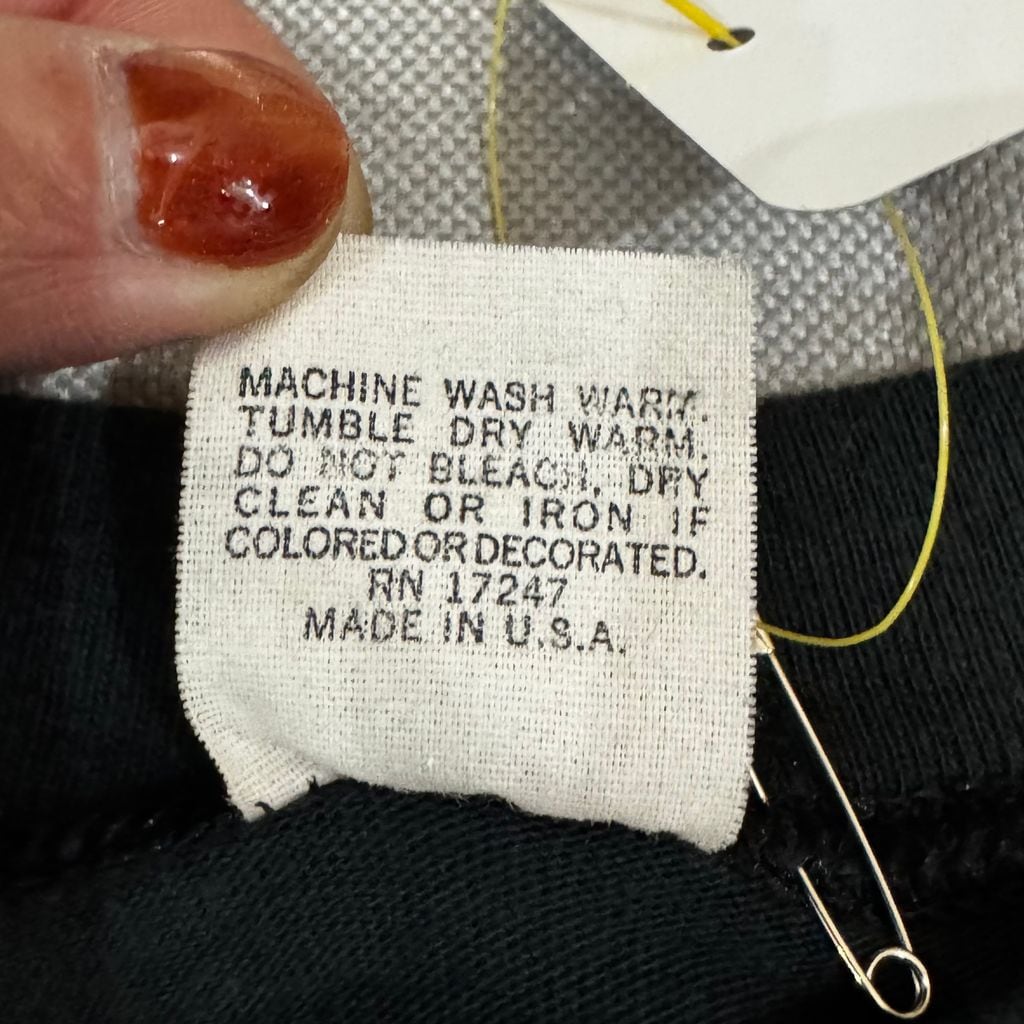 MACHINE WASH WARM.
TUMBLE DRY WARM.
DO NOT BLEACH. DRY
CLEAN OR IRON IF
COLORED OR DECORATED.
RN 17247
MADE IN U.S.A.